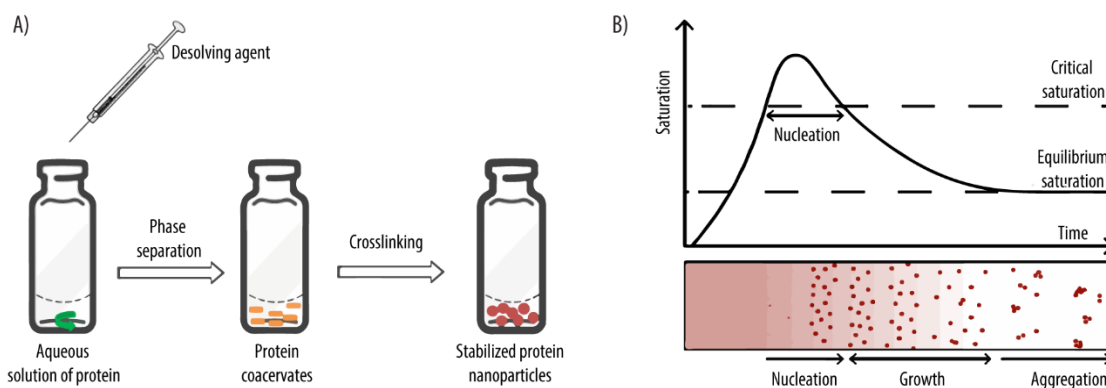 A)
Desolving agent
Phase
separation
Crosslinking
Aqueous
solution of protein
Protein
coacervates
Stabilized protein
nanoparticles
B)
Saturation
Critical
saturation
Nucleation
Equilibrium
saturation
Time
Nucleation
Growth
Aggregation